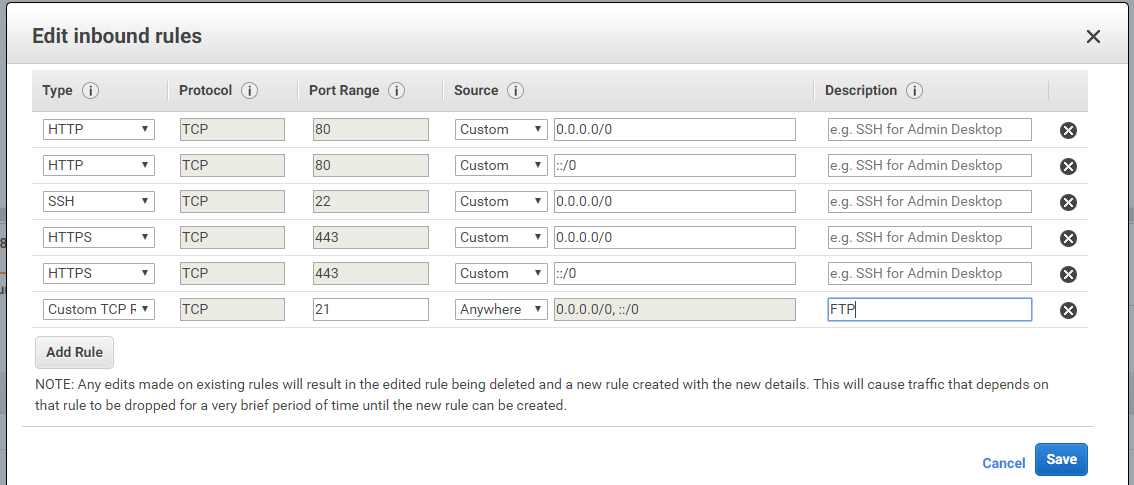 Edit inbound rules
Type Protocol Port Range Source Description
HTTP TCP 80 Custom 0.0.0.0/0 e.g. SSH for Admin Desktop
HTTP TCP 80 Custom ::/0 e.g. SSH for Admin Desktop
SSH TCP 22 Custom 0.0.0.0/0 e.g. SSH for Admin Desktop
HTTPS TCP 443 Custom 0.0.0.0/0 e.g. SSH for Admin Desktop
HTTPS TCP 443 Custom ::/0 e.g. SSH for Admin Desktop
Custom TCP R TCP 21 Anywhere 0.0.0.0/0, ::/0 FTP
Add Rule
NOTE: Any edits made on existing rules will result in the edited rule being deleted and a new rule created with the new details. This will cause traffic that depends on
that rule to be dropped for a very brief period of time until the new rule can be created.
Cancel Save